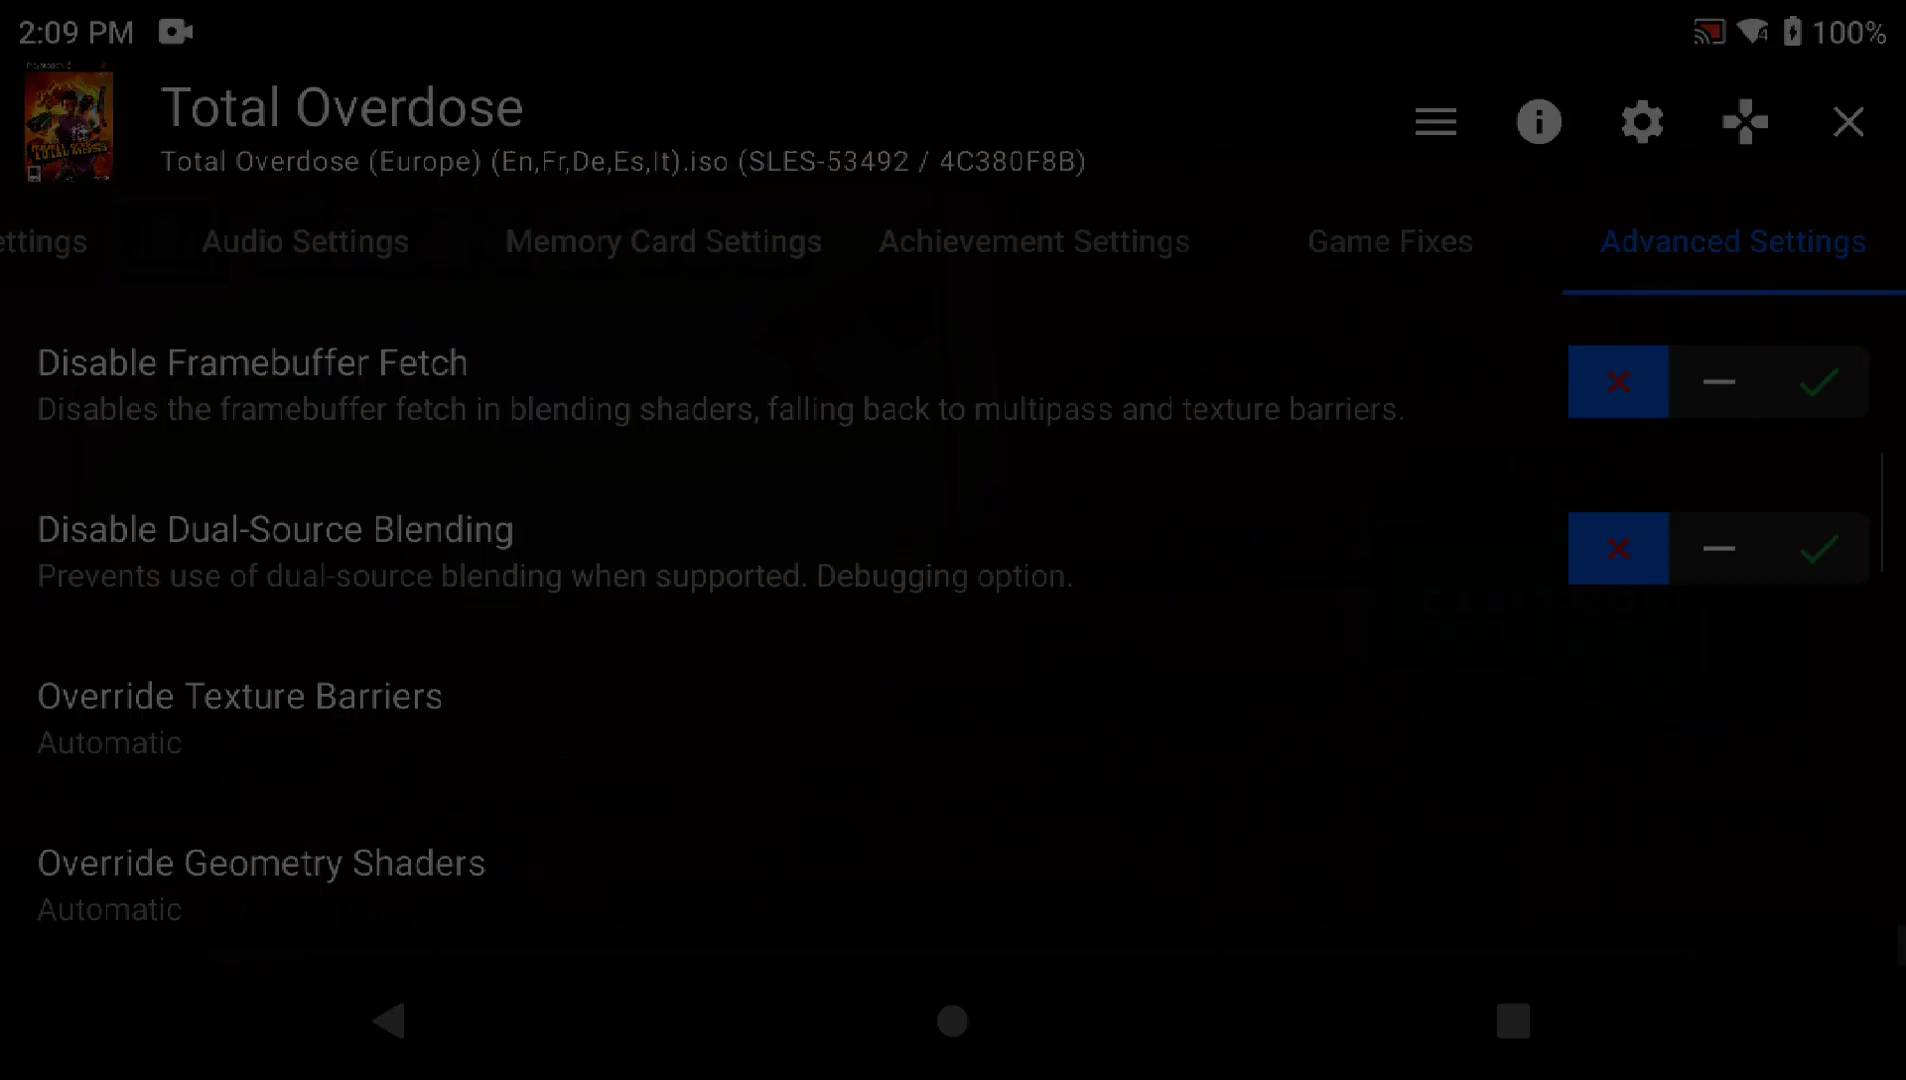 2:09 PM
4
100%
Total Overdose
Total Overdose (Europe) (En,Fr,De,Es,It).iso (SLES-53492 / 4C380F8B)
ettings
Audio Settings
Memory Card Settings
Achievement Settings
Game Fixes
Advanced Settings
Disable Framebuffer Fetch
Disables the framebuffer fetch in blending shaders, falling back to multipass and texture barriers.
Disable Dual-Source Blending
Prevents use of dual-source blending when supported. Debugging option.
Override Texture Barriers
Automatic
Override Geometry Shaders
Automatic